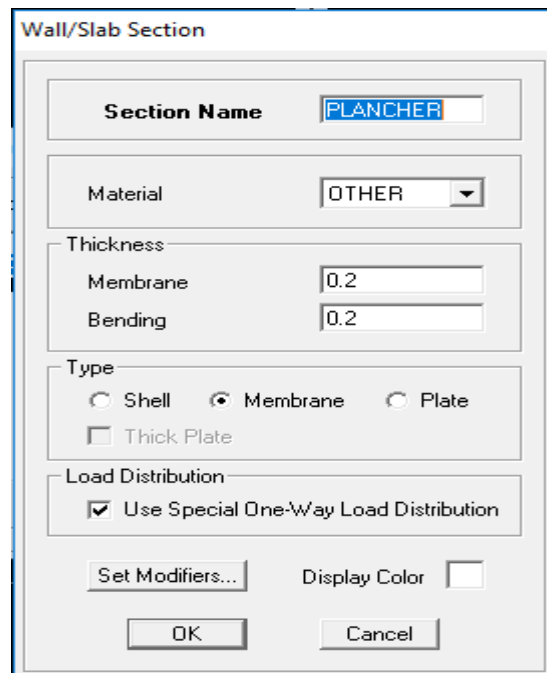 Wall/Slab Section
Section Name PLANCHER
Material OTHER
Thickness
Membrane 0.2
Bending 0.2
Type
Shell Membrane Plate
Thick Plate
Load Distribution
Use Special One-Way Load Distribution
Set Modifiers... Display Color
OK Cancel